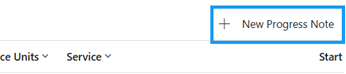 + New Progress Note
ce Units Service Start